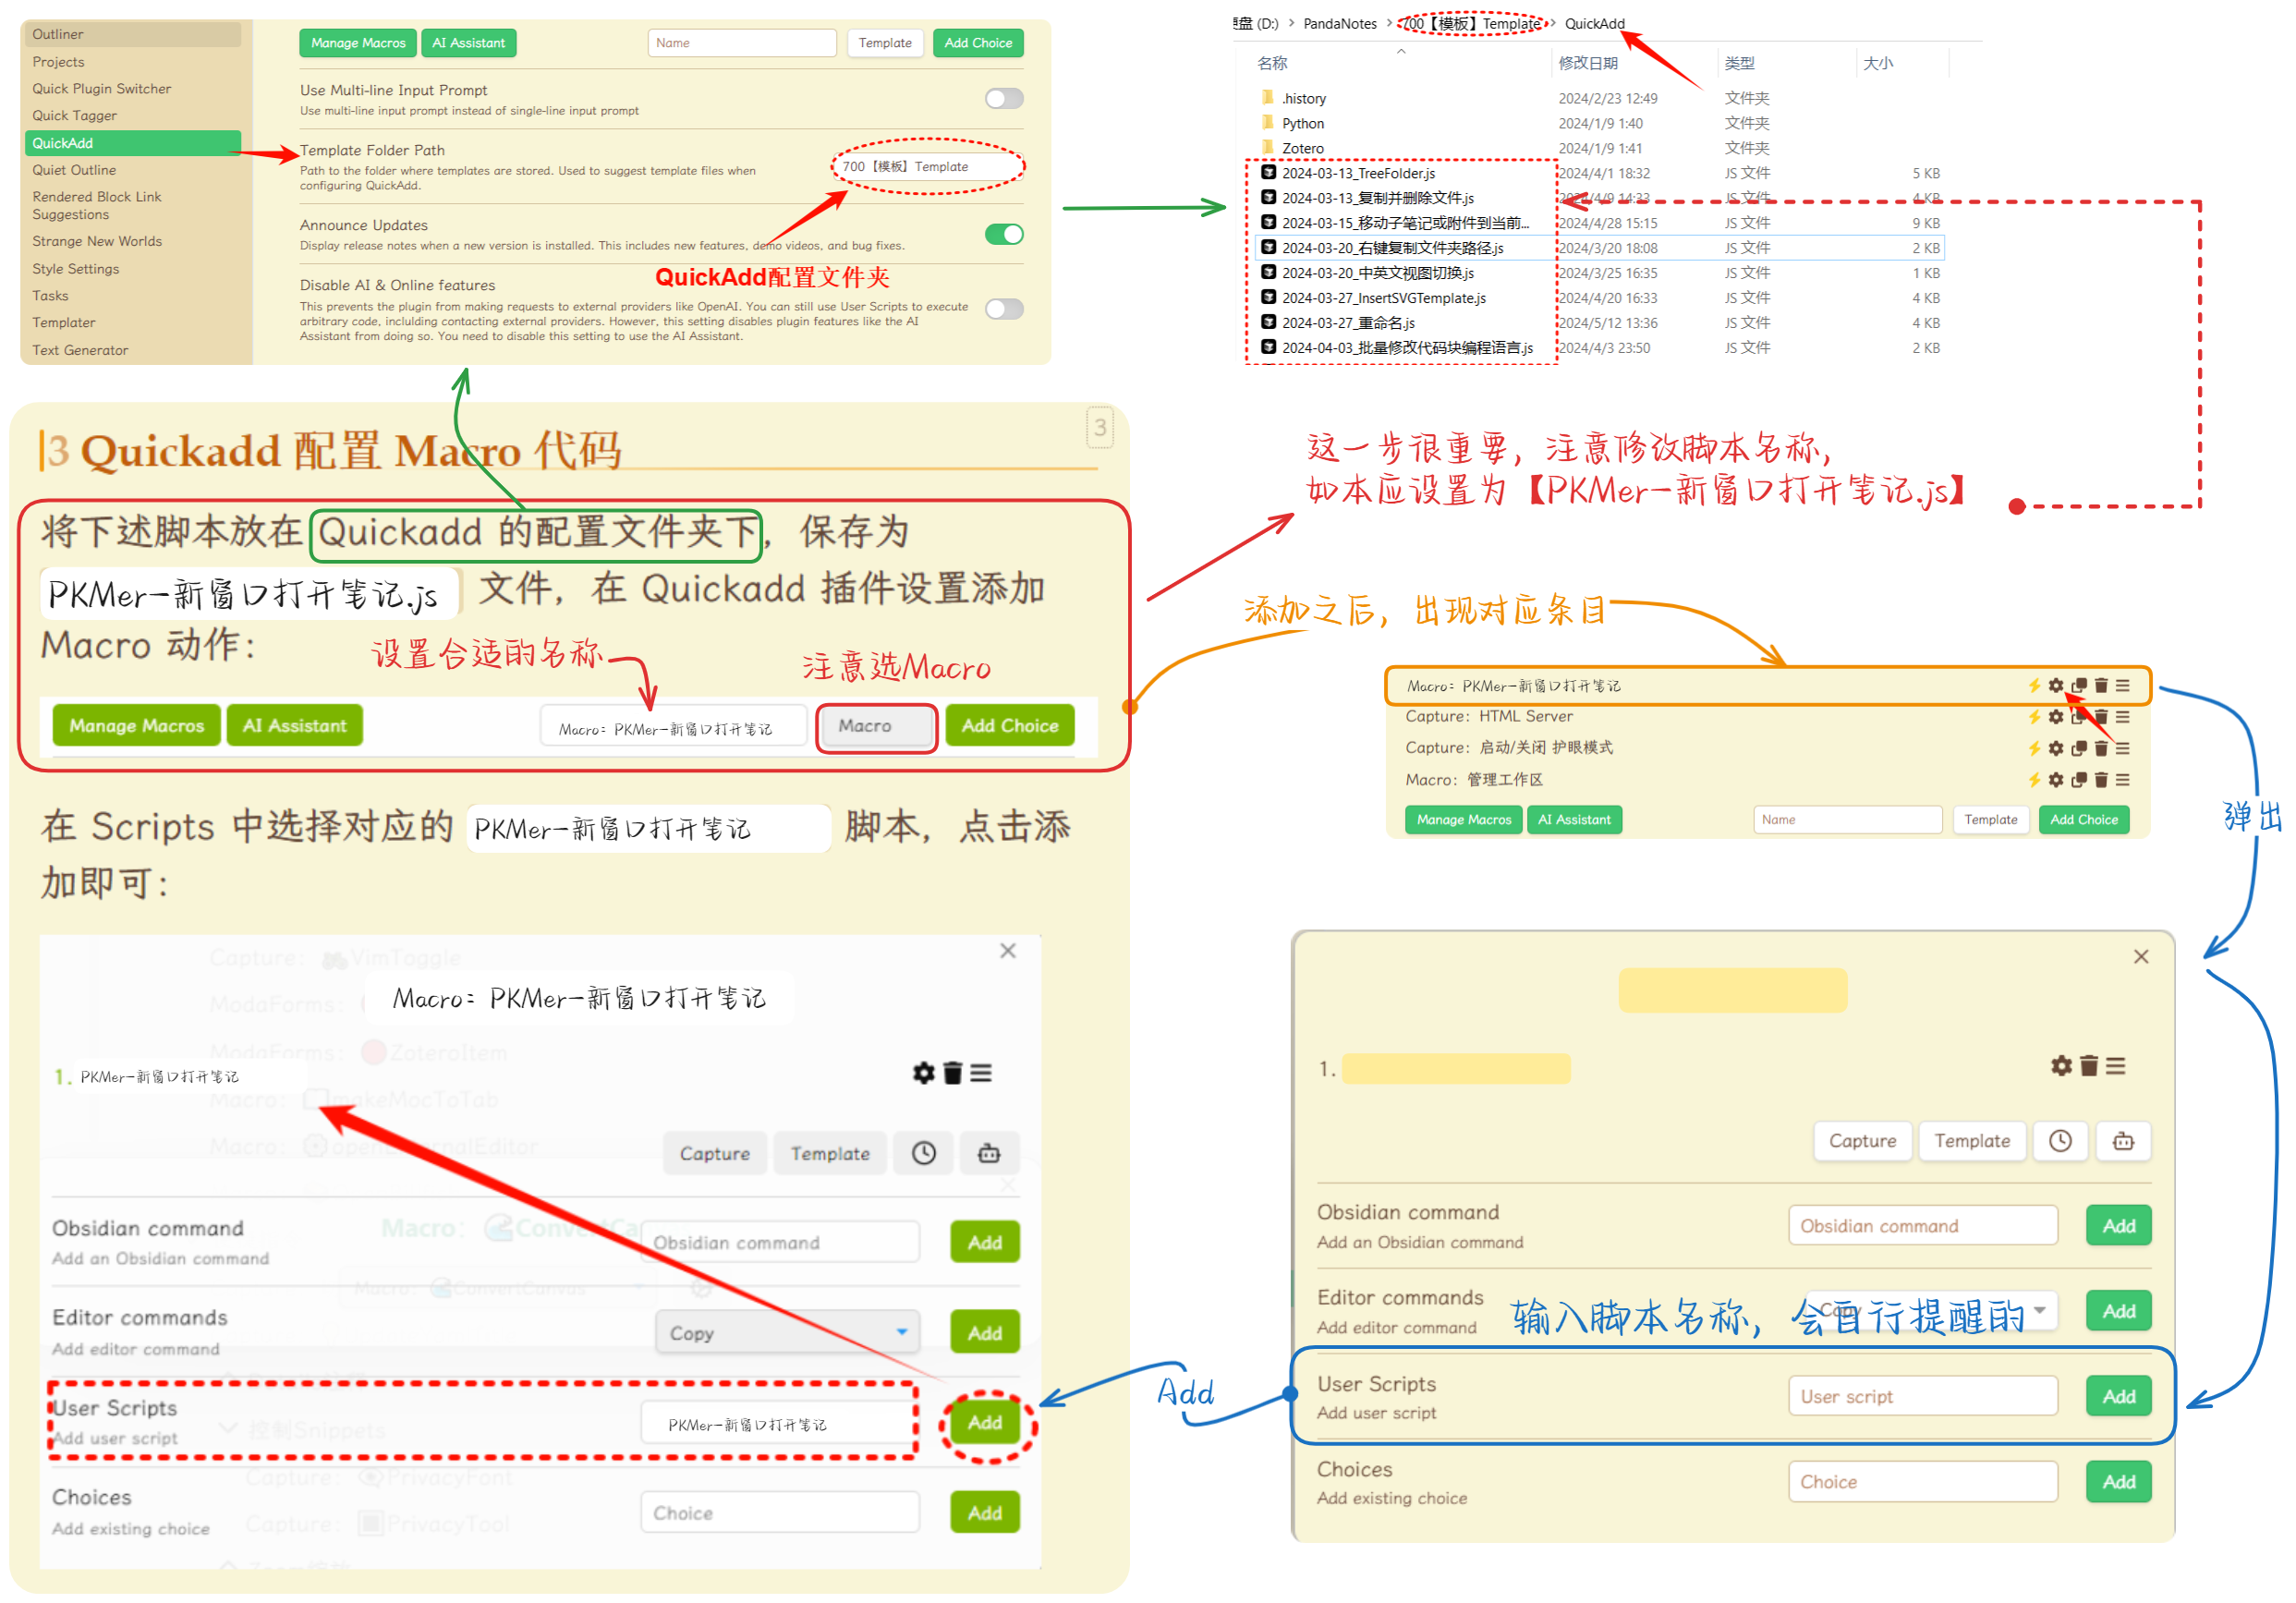 Outliner
Projects
Quick Plugin Switcher
Quick Tagger
QuickAdd
Quiet Outline
Rendered Block Link
Suggestions
Strange New Worlds
Style Settings
Tasks
Templater
Text Generator
Manage Macros AI Assistant Name Template Add Choice
Use Multi-line Input Prompt
Use multi-line input prompt instead of single-line input prompt
Template Folder Path
Path to the folder where templates are stored. Used to suggest template files when
configuring QuickAdd.
700【模板】Template
Announce Updates
Display release notes when a new version is installed. This includes new features, demo videos, and bug fixes.
QuickAdd配置文件夹
Disable AI & Online features
This prevents the plugin from making requests to external providers like OpenAI. You can still use User Scripts to execute
arbitrary code, inclulding contacting external providers. However, this setting disables plugin features like the AI
Assistant from doing so. You need to disable this setting to use the AI Assistant.
盘 (D:) > PandaNotes > 700【模板】Template > QuickAdd
名称 修改日期 类型 大小
.history 2024/2/23 12:49 文件夹
Python 2024/1/9 1:40 文件夹
Zotero 2024/1/9 1:41 文件夹
2024-03-13_TreeFolder.js 2024/4/1 18:32 JS 文件 5 KB
2024-03-13_复制并删除文件.js 2024/4/9 14:33 JS 文件 4 KB
2024-03-15_移动子笔记或附件到当前... 2024/4/28 15:15 JS 文件 9 KB
2024-03-20_右键复制文件夹路径.js 2024/3/20 18:08 JS 文件 2 KB
2024-03-20_中英文视图切换.js 2024/3/25 16:35 JS 文件 1 KB
2024-03-27_InsertSVGTemplate.js 2024/4/20 16:33 JS 文件 4 KB
2024-03-27_重命名.js 2024/5/12 13:36 JS 文件 4 KB
2024-04-03_批量修改代码块编程语言.js 2024/4/3 23:50 JS 文件 2 KB
3 Quickadd 配置 Macro 代码
3
将下述脚本放在 Quickadd 的配置文件夹下，保存为
PKMer-新窗口打开笔记.js 文件，在 Quickadd 插件设置添加
Macro 动作：
设置合适的名称
注意选Macro
Manage Macros AI Assistant Macro：PKMer-新窗口打开笔记 Macro Add Choice
这一步很重要，注意修改脚本名称，
如本应设置为【PKMer-新窗口打开笔记.js】
添加之后，出现对应条目
Macro：PKMer-新窗口打开笔记
Capture：HTML Server
Capture：启动/关闭 护眼模式
Macro：管理工作区
Manage Macros AI Assistant Name Template Add Choice
弹出
在 Scripts 中选择对应的 PKMer-新窗口打开笔记 脚本，点击添
加即可：
Capture: VimToggle
ModaForms:
Macro：PKMer-新窗口打开笔记
ModaForms: ZoteroItem
1. PKMer-新窗口打开笔记
Macro: makeMocToTab
Macro:
Capture Template
Macro:
Obsidian command
Add an Obsidian command
Obsidian command Add
Macro: ConvertCanvas
Editor commands
Add editor command
Copy Add
User Scripts
Add user script
PKMer-新窗口打开笔记 Add
控制Snippets
Capture: PrivacyFont
Choices
Add existing choice
Choice Add
Capture: PrivacyTool
1.
Capture Template
Obsidian command
Add an Obsidian command
Obsidian command Add
Editor commands
Add editor command
Copy Add
输入脚本名称，会自行提醒的
User Scripts
Add user script
User script Add
Choices
Add existing choice
Choice Add
Add